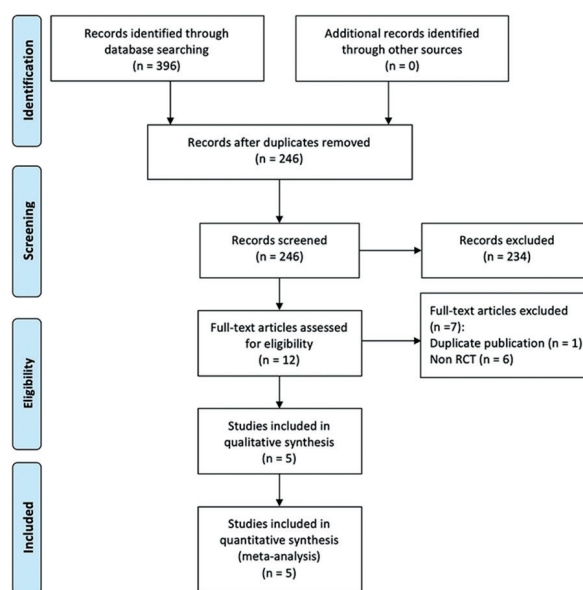 Identification
Records identified through
database searching
(n = 396)
Additional records identified
through other sources
(n = 0)
Records after duplicates removed
(n = 246)
Screening
Records screened
(n = 246)
Records excluded
(n = 234)
Eligibility
Full-text articles assessed
for eligibility
(n = 12)
Full-text articles excluded
(n =7):
Duplicate publication (n = 1)
Non RCT (n = 6)
Studies included in
qualitative synthesis
(n = 5)
Included
Studies included in
quantitative synthesis
(meta-analysis)
(n = 5)